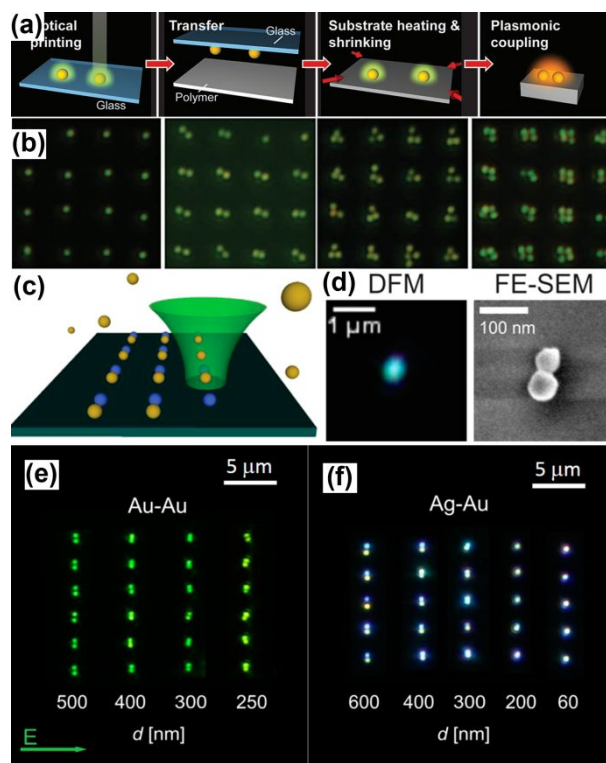 (a)
ptical
printing
Glass
Transfer
Glass
Polymer
Substrate heating &
shrinking
Plasmonic
coupling
(b)
(c)
(d)
DFM
1 μm
FE-SEM
100 nm
(e)
5 μm
Au-Au
500 400 300 250
d [nm]
E
(f)
5 μm
Ag-Au
600 400 300 200 60
d [nm]